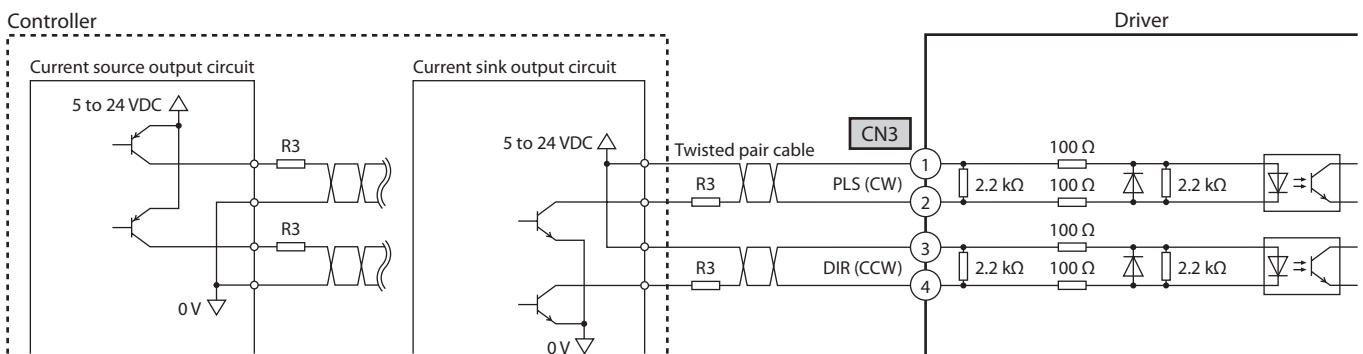 Controller
Driver
Current source output circuit
Current sink output circuit
5 to 24 VDC
R3
R3
0 V
5 to 24 VDC
Twisted pair cable
R3
R3
0 V
CN3
1
PLS (CW)
2
3
DIR (CCW)
4
100 Ω
2.2 kΩ
100 Ω
2.2 kΩ
100 Ω
2.2 kΩ
100 Ω
2.2 kΩ